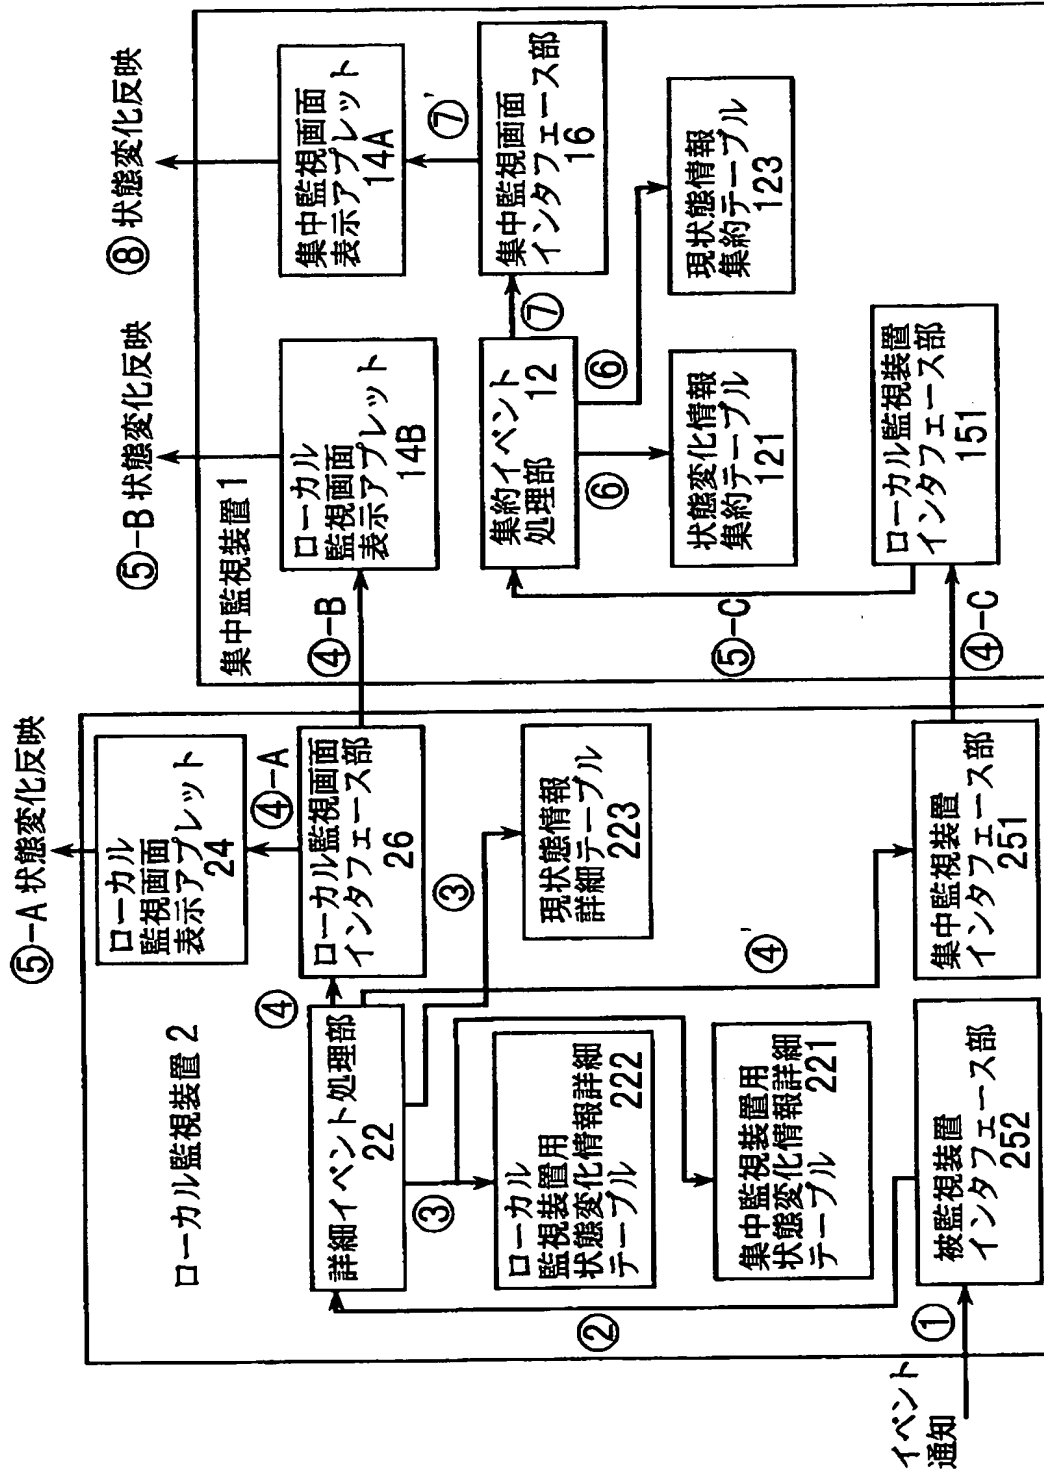 ⑤-A 状態変化反映
⑤-B 状態変化反映
⑧ 状態変化反映
ローカル監視装置 2
ローカル
監視画面
表示アプレット
24
④-A
④
ローカル監視画面
インタフェース部
26
詳細イベント処理部
22
③
③
現状態情報
詳細テーブル
223
ローカル
監視装置用
状態変化情報詳細
テーブル 222
集中監視装置用
状態変化情報詳細
テーブル 221
④'
②
①
イベント
通知
被監視装置
インタフェース部
252
集中監視装置
インタフェース部
251
集中監視装置 1
④-B
ローカル
監視画面
表示アプレット
14B
集中監視画面
表示アプレット
14A
⑦'
集約イベント
処理部 12
⑦
集中監視画面
インタフェース部
16
⑥
⑥
状態変化情報
集約テーブル
121
現状態情報
集約テーブル
123
⑤-C
④-C
ローカル監視装置
インタフェース部
151